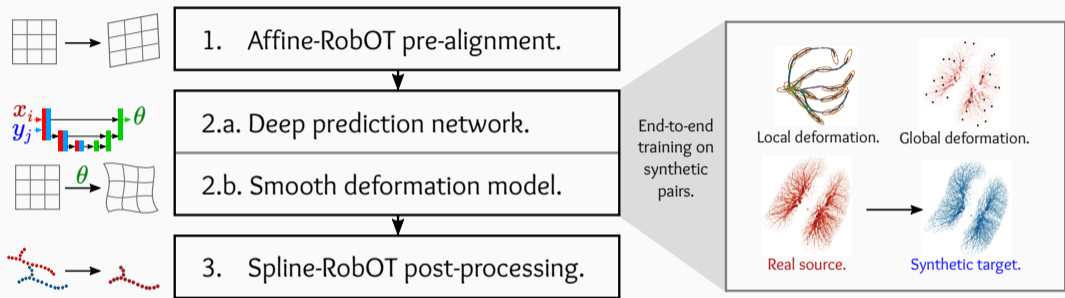 1. Affine-RobOT pre-alignment.
x_i
y_j
θ
2.a. Deep prediction network.
θ
2.b. Smooth deformation model.
3. Spline-RobOT post-processing.
End-to-end
training on
synthetic
pairs.
Local deformation.
Global deformation.
Real source.
Synthetic target.